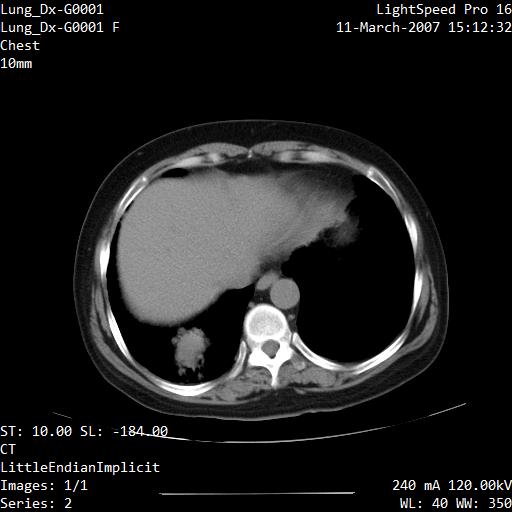 Lung_Dx-G0001
LightSpeed Pro 16
Lung_Dx-G0001 F
11-March-2007 15:12:32
Chest
10mm
ST: 10.00 SL: -184.00
CT
LittleEndianImplicit
Images: 1/1
240 mA 120.00kV
Series: 2
WL: 40 WW: 350